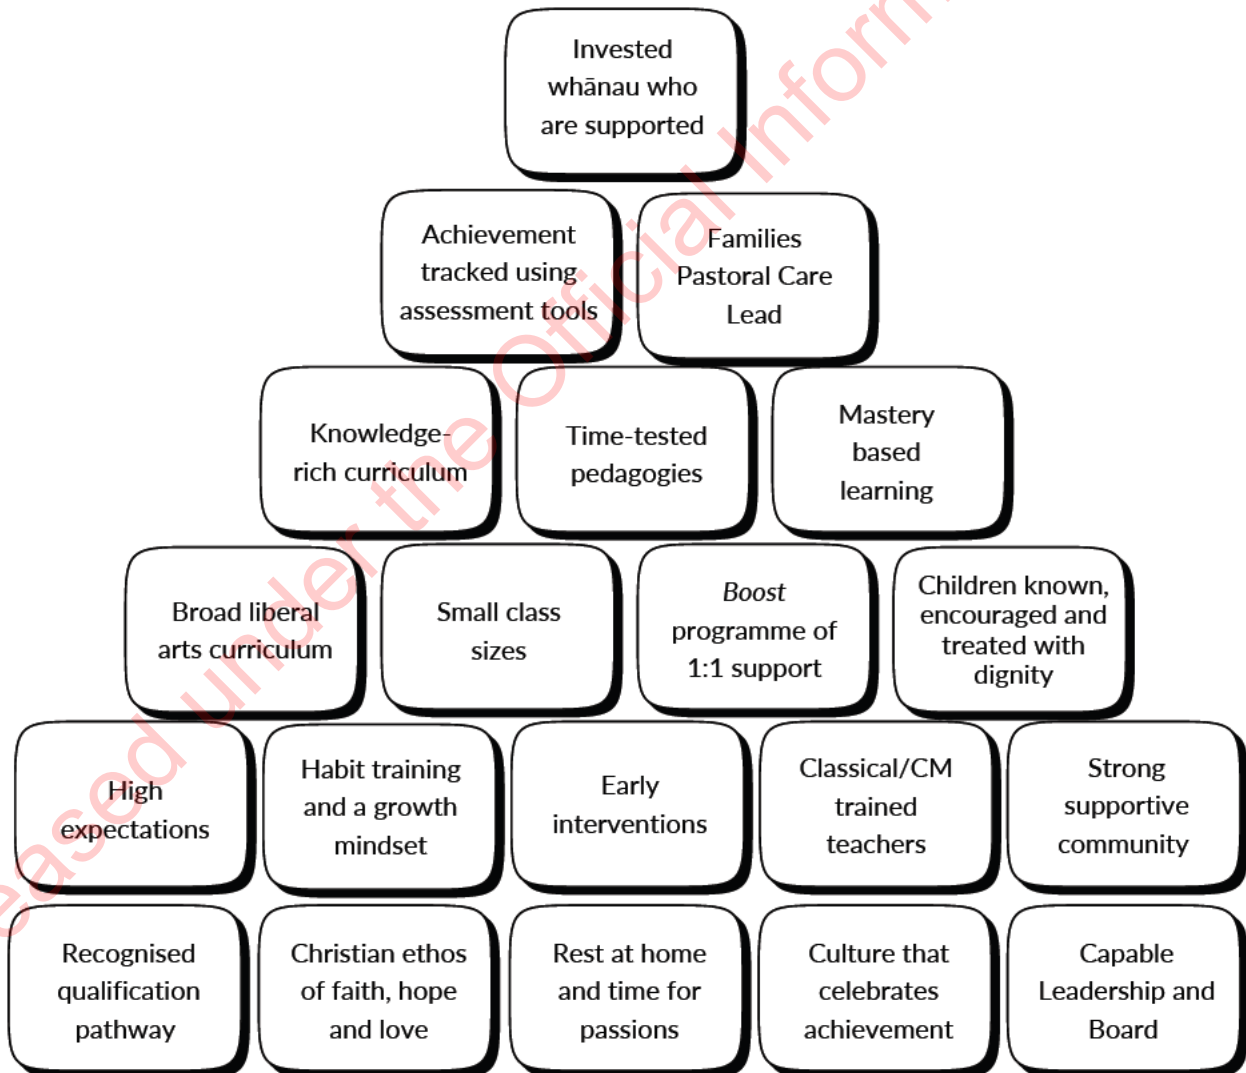 Invested
whānau who
are supported
Achievement
tracked using
assessment tools
Families
Pastoral Care
Lead
Knowledge-
rich curriculum
Time-tested
pedagogies
Mastery
based
learning
Broad liberal
arts curriculum
Small class
sizes
Boost
programme of
1:1 support
Children known,
encouraged and
treated with
dignity
High
expectations
Habit training
and a growth
mindset
Early
interventions
Classical/CM
trained
teachers
Strong
supportive
community
Recognised
qualification
pathway
Christian ethos
of faith, hope
and love
Rest at home
and time for
passions
Culture that
celebrates
achievement
Capable
Leadership and
Board
eased under the Official Inform